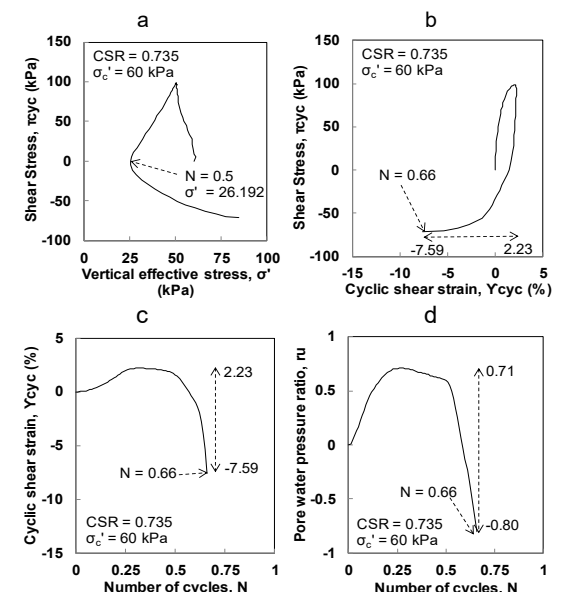 a
150
100
50
0
-50
-100
Shear Stress, τcyc (kPa)
CSR = 0.735
σc' = 60 kPa
N = 0.5
σ' = 26.192
0 25 50 75 100
Vertical effective stress, σ'
(kPa)
b
150
100
50
0
-50
-100
Shear Stress, τcyc (kPa)
CSR = 0.735
σc' = 60 kPa
N = 0.66
-7.59 2.23
-15 -10 -5 0 5
Cyclic shear strain, ϒcyc (%)
c
5
0
-5
-10
-15
Cyclic shear strain, ϒcyc (%)
2.23
N = 0.66
-7.59
CSR = 0.735
σc' = 60 kPa
0 0.25 0.5 0.75 1
Number of cycles, N
d
1
0.5
0
-0.5
-1
Pore water pressure ratio, ru
0.71
N = 0.66
-0.80
CSR = 0.735
σc' = 60 kPa
0 0.25 0.5 0.75 1
Number of cycles, N